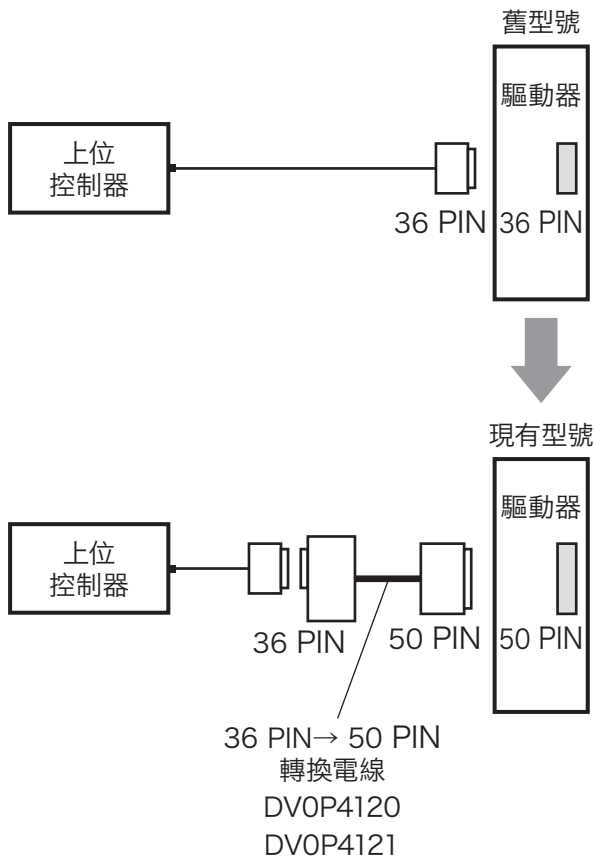 舊型號
驅動器
上位
控制器
36 PIN
36 PIN
現有型號
驅動器
上位
控制器
36 PIN
50 PIN
50 PIN
36 PIN→ 50 PIN
轉換電線
DV0P4120
DV0P4121